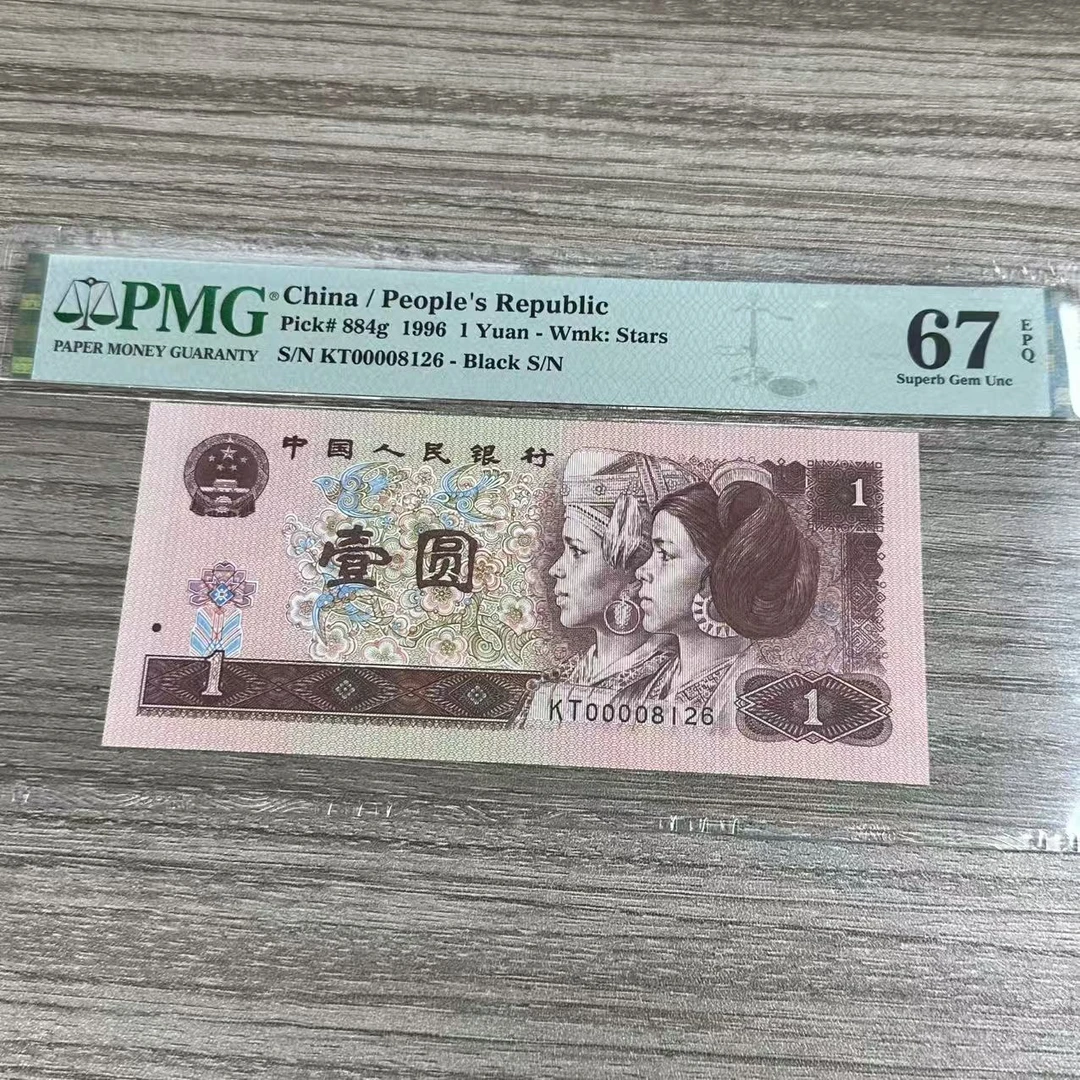 PMG®
PAPER MONEY GUARANTY
China / People's Republic
Pick# 884g 1996 1 Yuan - Wmk: Stars
S/N KT00008126 - Black S/N
67
EPQ
Superb Gem Unc
中国人民银行
1
壹圆
1
KT00008126
1